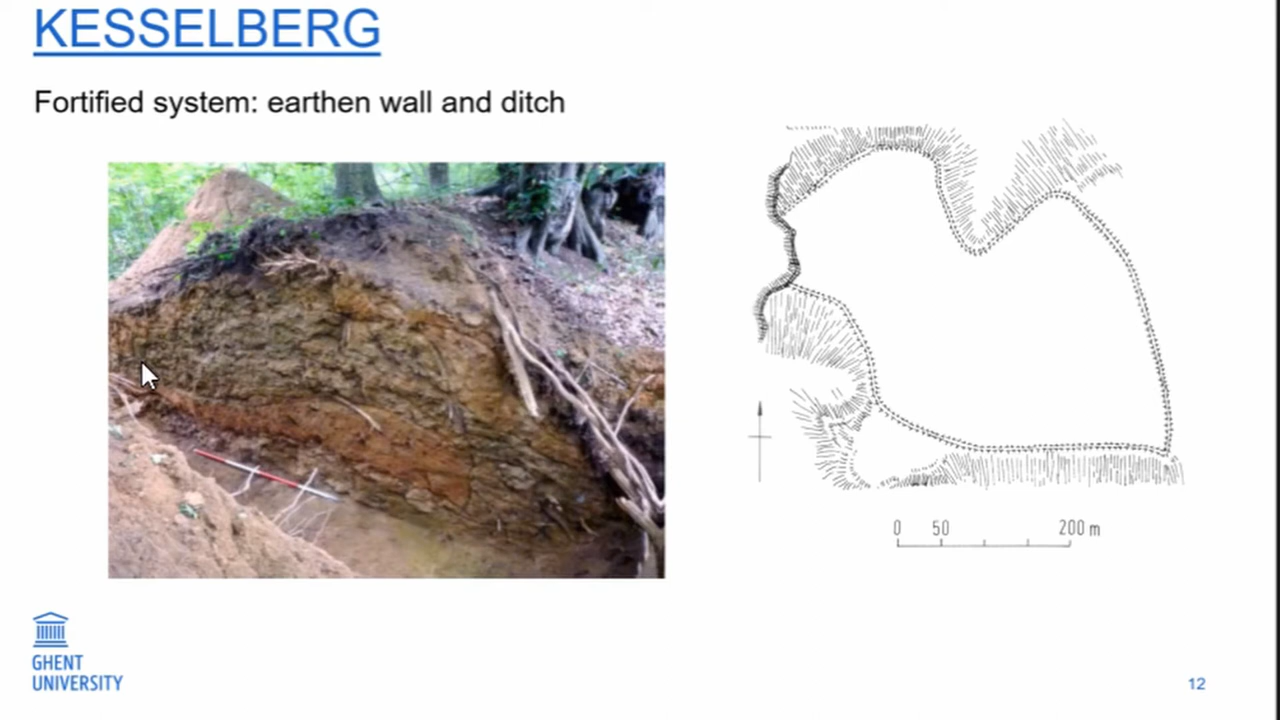 KESSELBERG
Fortified system: earthen wall and ditch
0 50 200 m
GHENT
UNIVERSITY
12